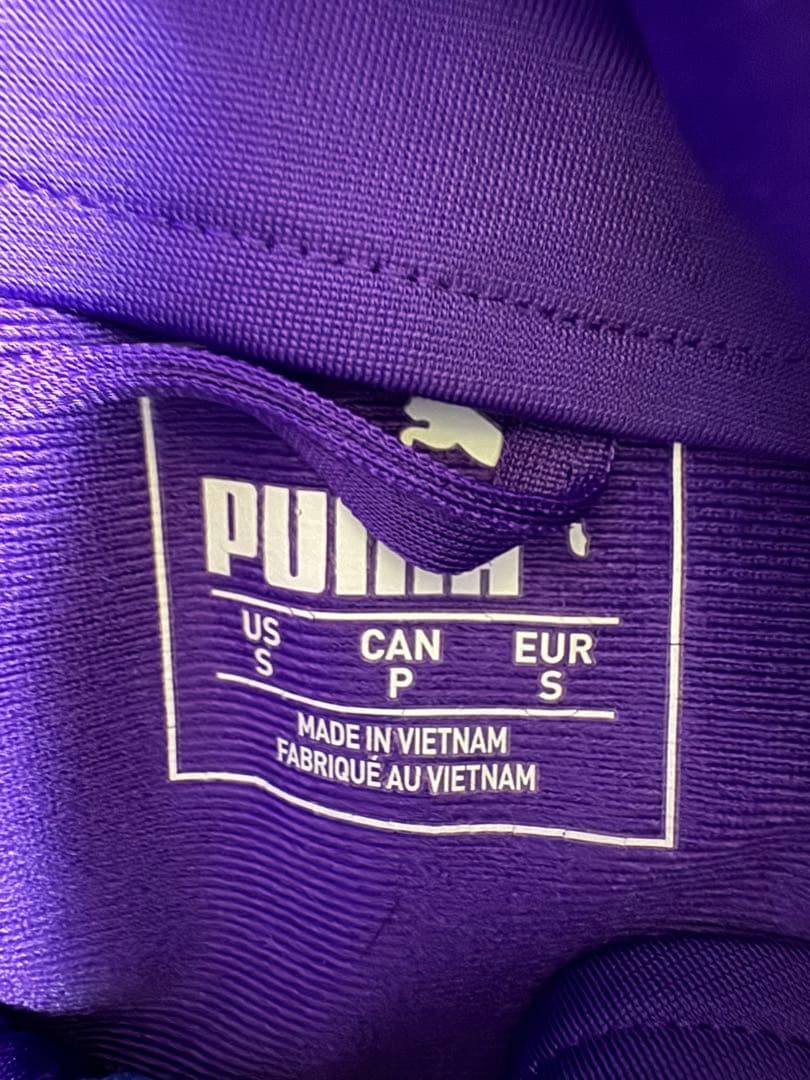 PUMA
US CAN EUR
S P S
MADE IN VIETNAM
FABRIQUÉ AU VIETNAM